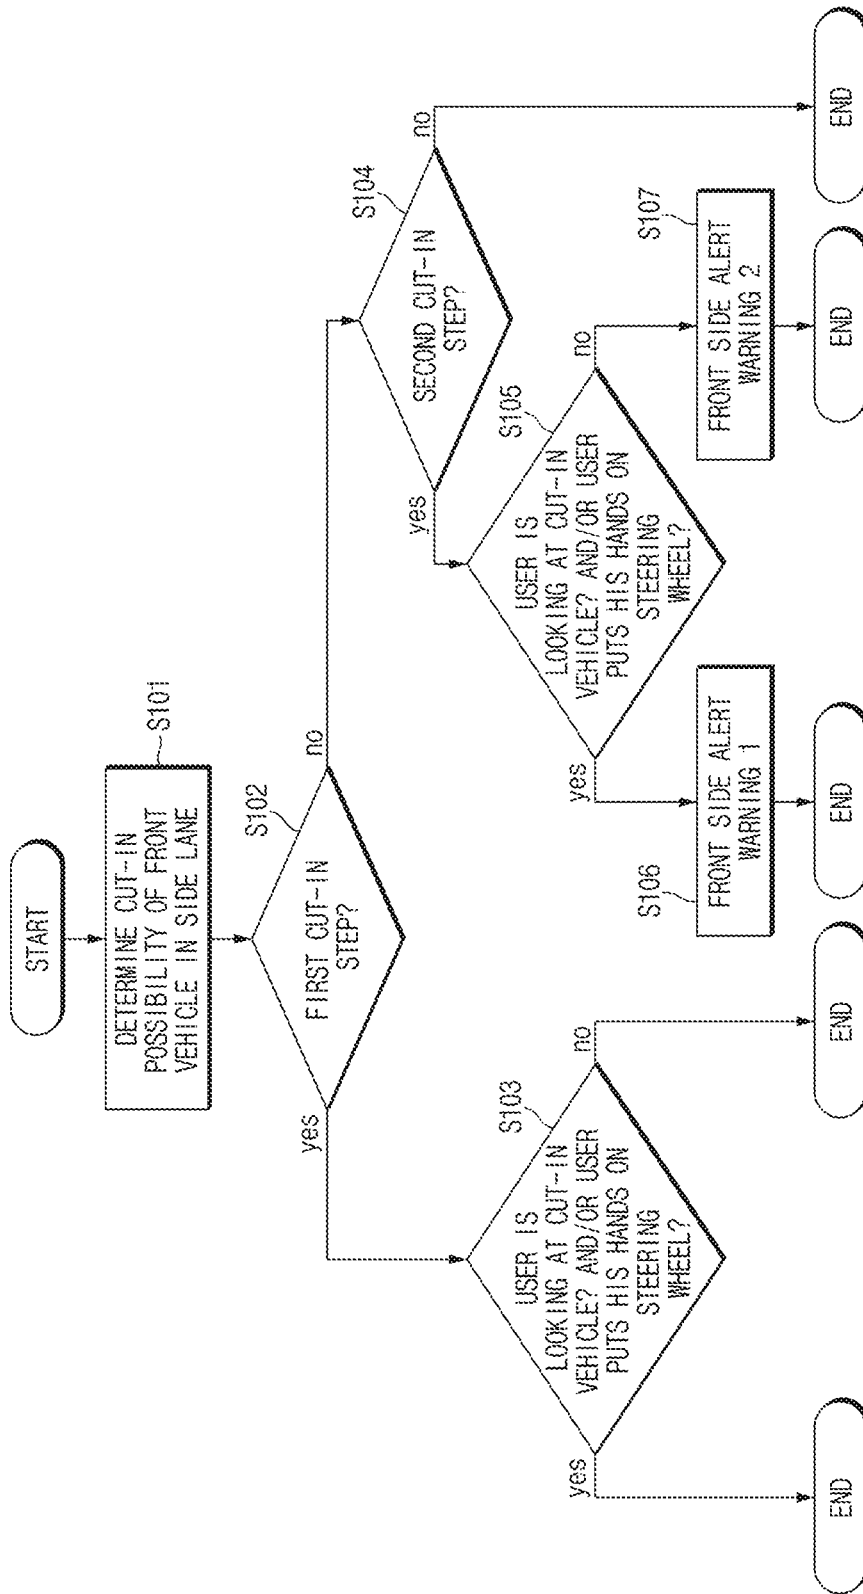 START
DETERMINE CUT-IN
POSSIBILITY OF FRONT
VEHICLE IN SIDE LANE
S101
FIRST CUT-IN
STEP?
S102
yes
no
USER IS
LOOKING AT CUT-IN
VEHICLE? AND/OR USER
PUTS HIS HANDS ON
STEERING
WHEEL?
S103
yes
no
END
END
SECOND CUT-IN
STEP?
S104
yes
no
USER IS
LOOKING AT CUT-IN
VEHICLE? AND/OR USER
PUTS HIS HANDS ON
STEERING
WHEEL?
S105
yes
no
FRONT SIDE ALERT
WARNING 1
S106
END
FRONT SIDE ALERT
WARNING 2
S107
END
END